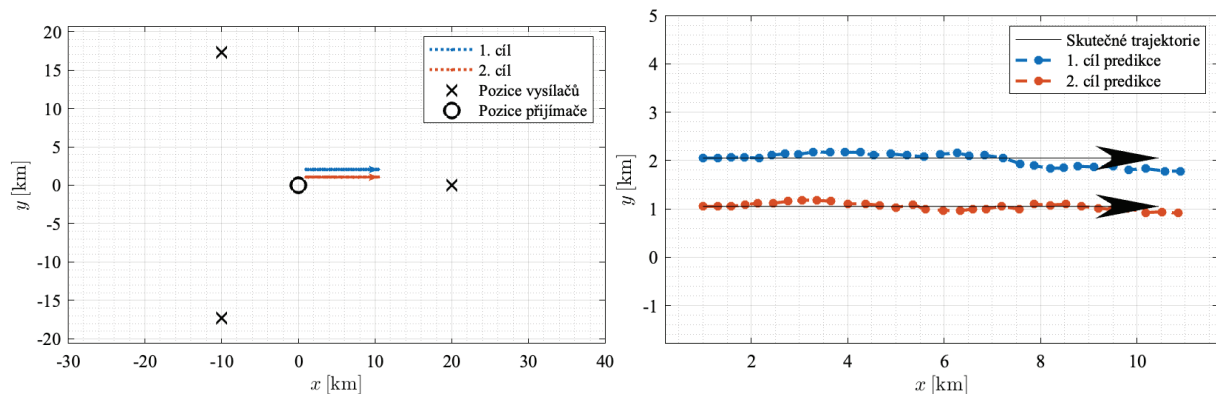 20
15
10
5
0
-5
-10
-15
-20
y [km]
-30
-20
-10
0
10
20
30
40
x [km]
1. cíl
2. cíl
Pozice vysílačů
Pozice přijímače
5
4
3
2
1
0
-1
y [km]
2
4
6
8
10
x [km]
Skutečné trajektorie
1. cíl predikce
2. cíl predikce